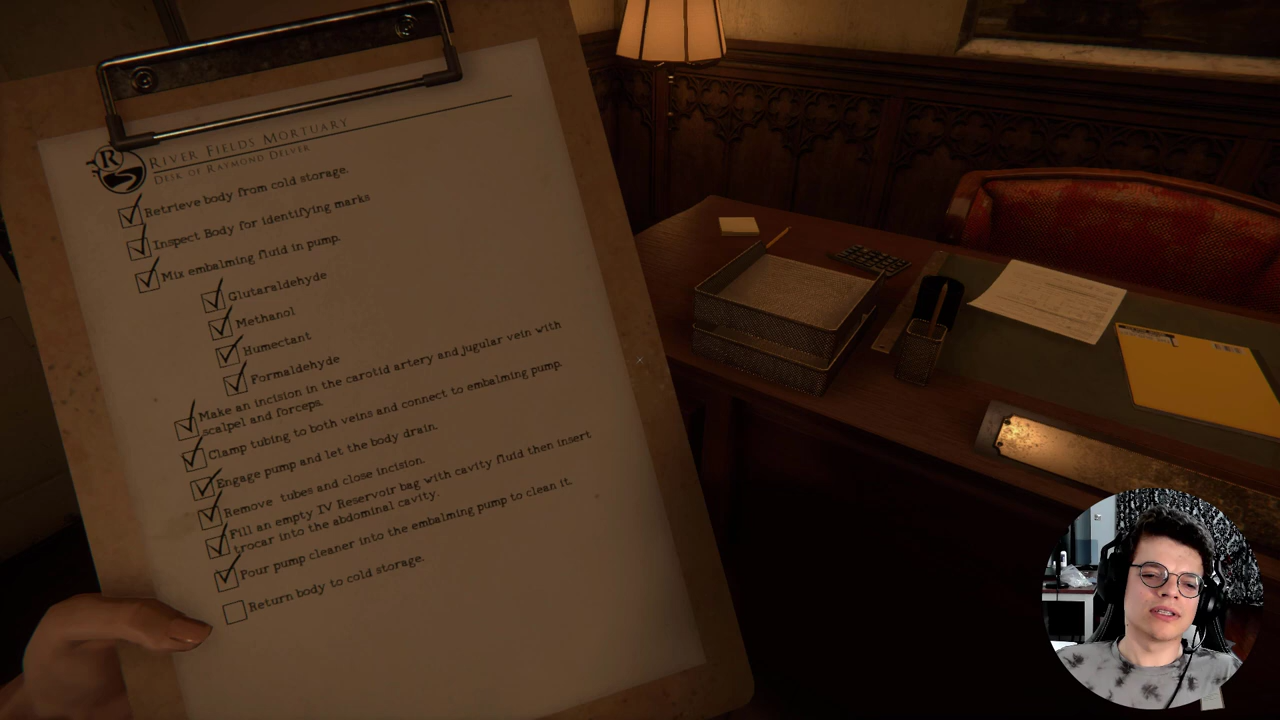 River Fields Mortuary
Desk of Raymond Delver
Retrieve body from cold storage.
Inspect Body for identifying marks
Mix embalming fluid in pump.
Glutaraldehyde
Methanol
Humectant
Formaldehyde
Make an incision in the carotid artery and jugular vein with
scalpel and forceps.
Clamp tubing to both veins and connect to embalming pump.
Engage pump and let the body drain.
Remove tubes and close incision.
Fill an empty IV Reservoir bag with cavity fluid then insert
trocar into the abdominal cavity.
Pour pump cleaner into the embalming pump to clean it.
Return body to cold storage.